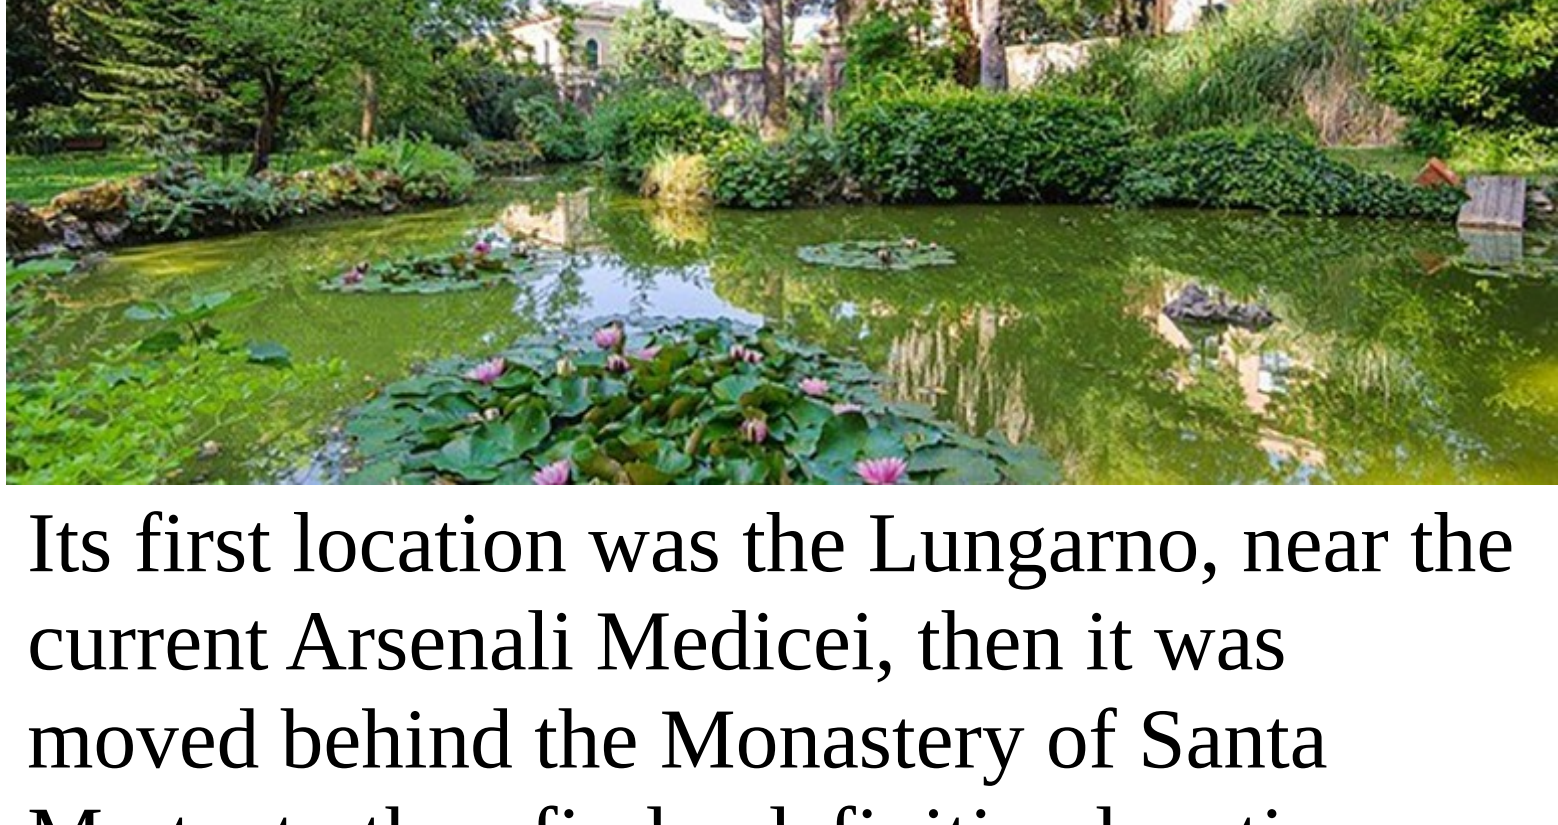 Its first location was the Lungarno, near the
current Arsenali Medicei, then it was
moved behind the Monastery of Santa